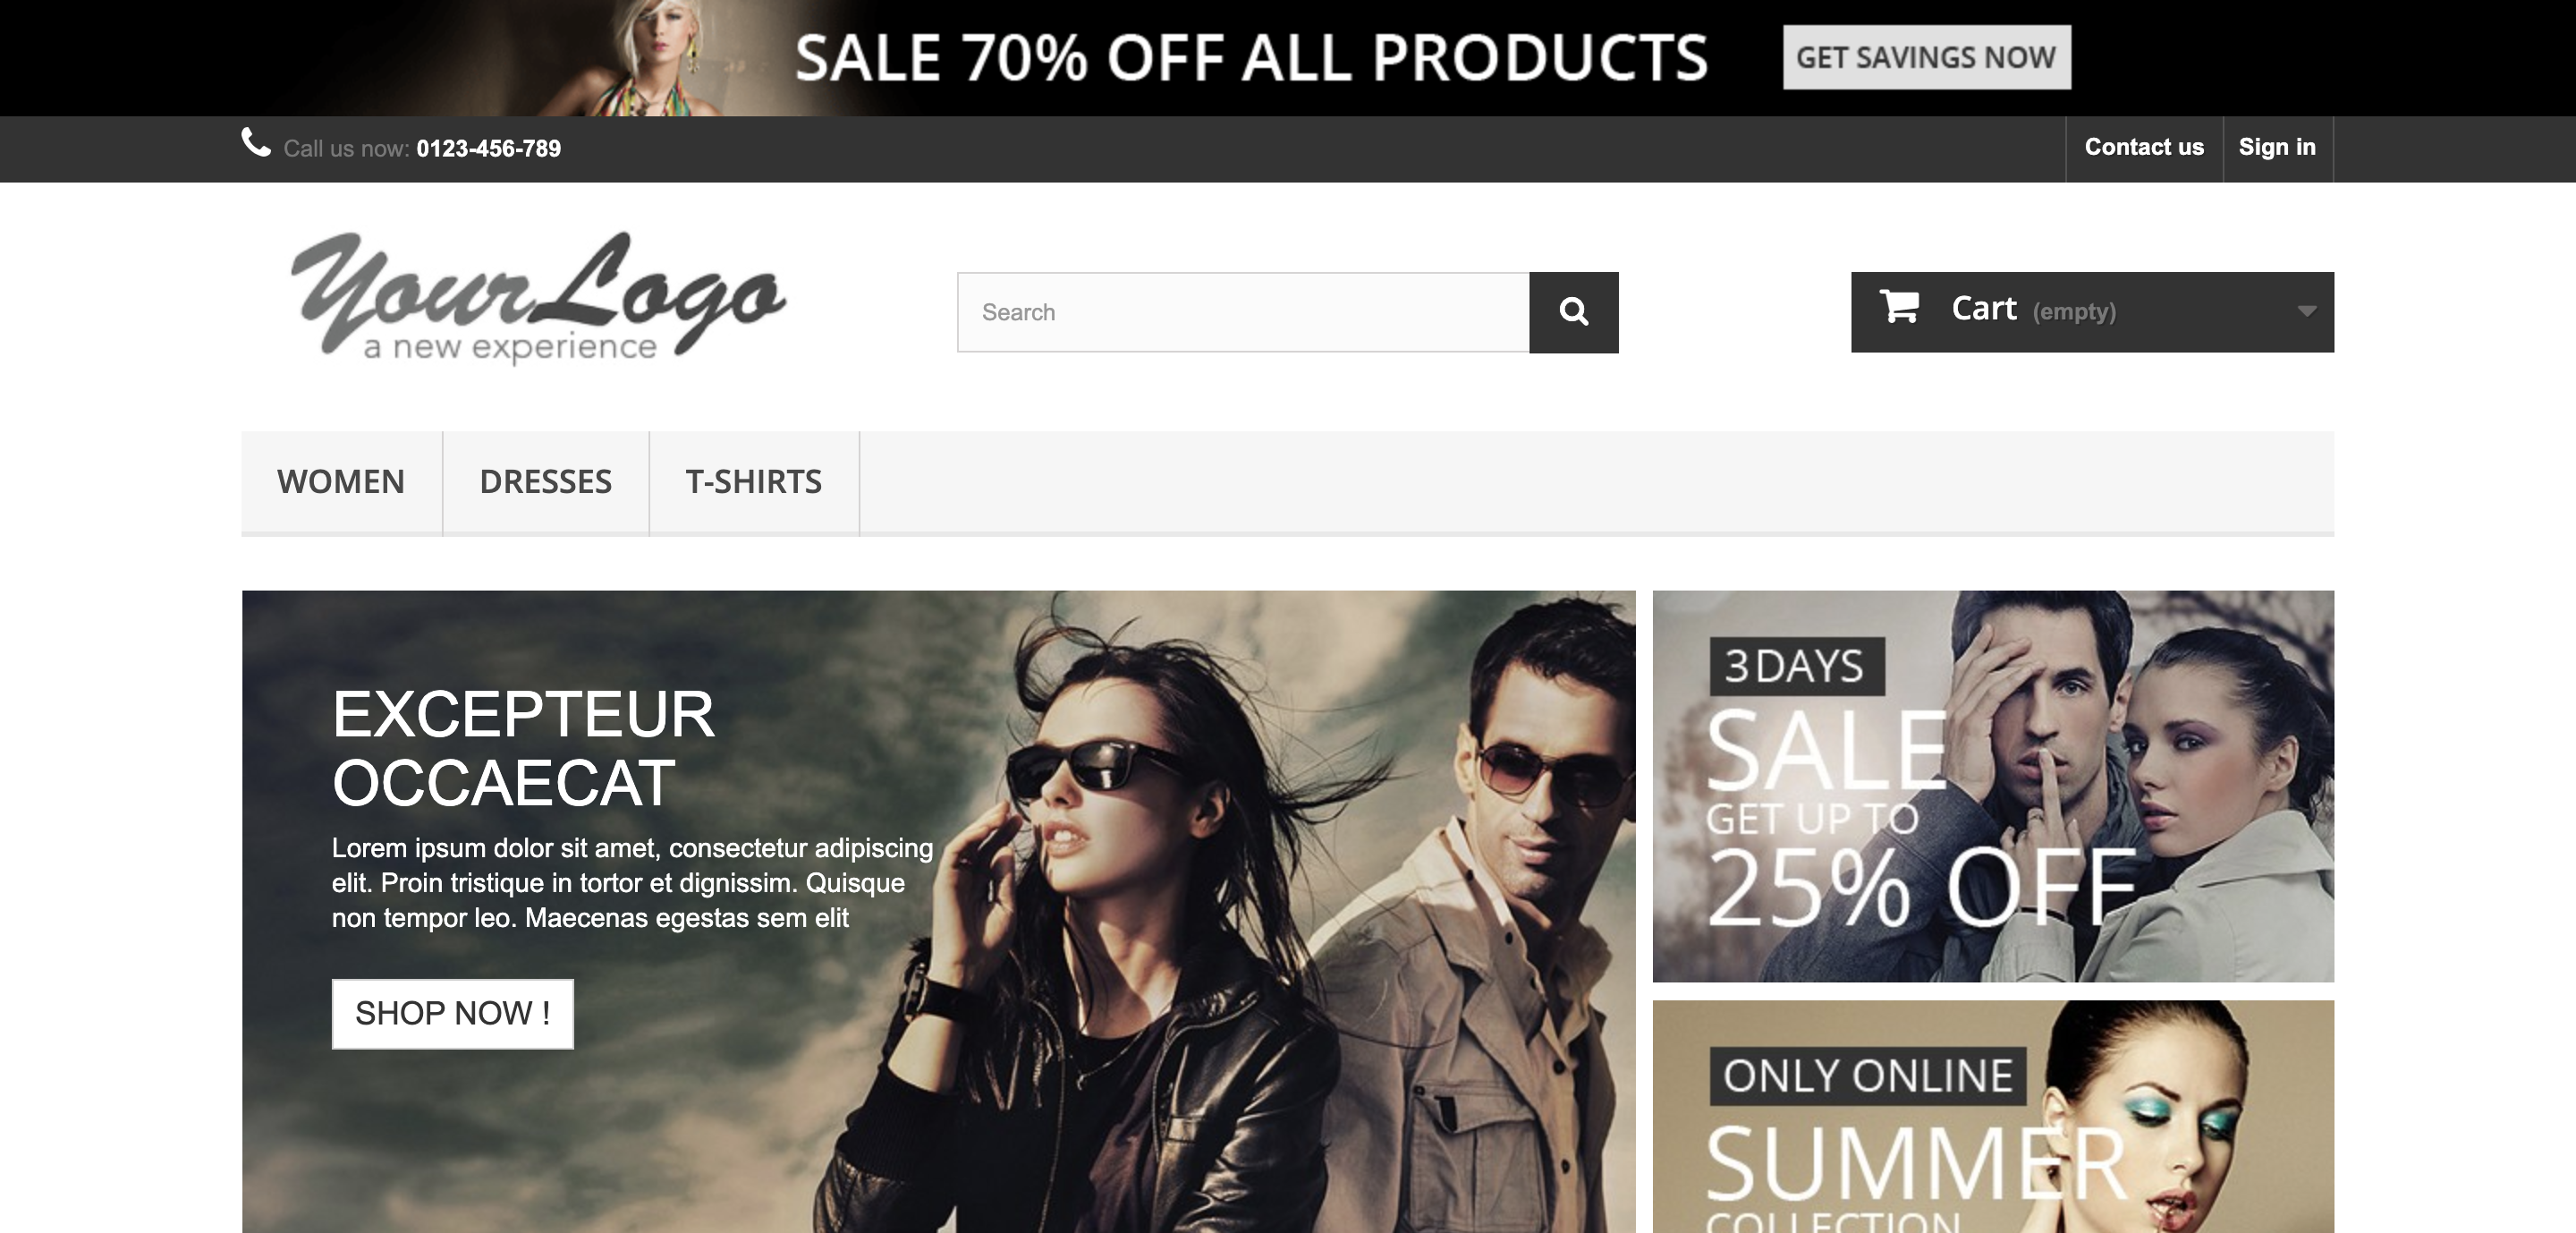 SALE 70% OFF ALL PRODUCTS
GET SAVINGS NOW
Call us now: 0123-456-789
Contact us
Sign in
YourLogo
a new experience
Search
Cart (empty)
WOMEN
DRESSES
T-SHIRTS
EXCEPTEUR
OCCAECAT
Lorem ipsum dolor sit amet, consectetur adipiscing
elit. Proin tristique in tortor et dignissim. Quisque
non tempor leo. Maecenas egestas sem elit
SHOP NOW !
3 DAYS
SALE
GET UP TO
25% OFF
ONLY ONLINE
SUMMER
COLLECTION